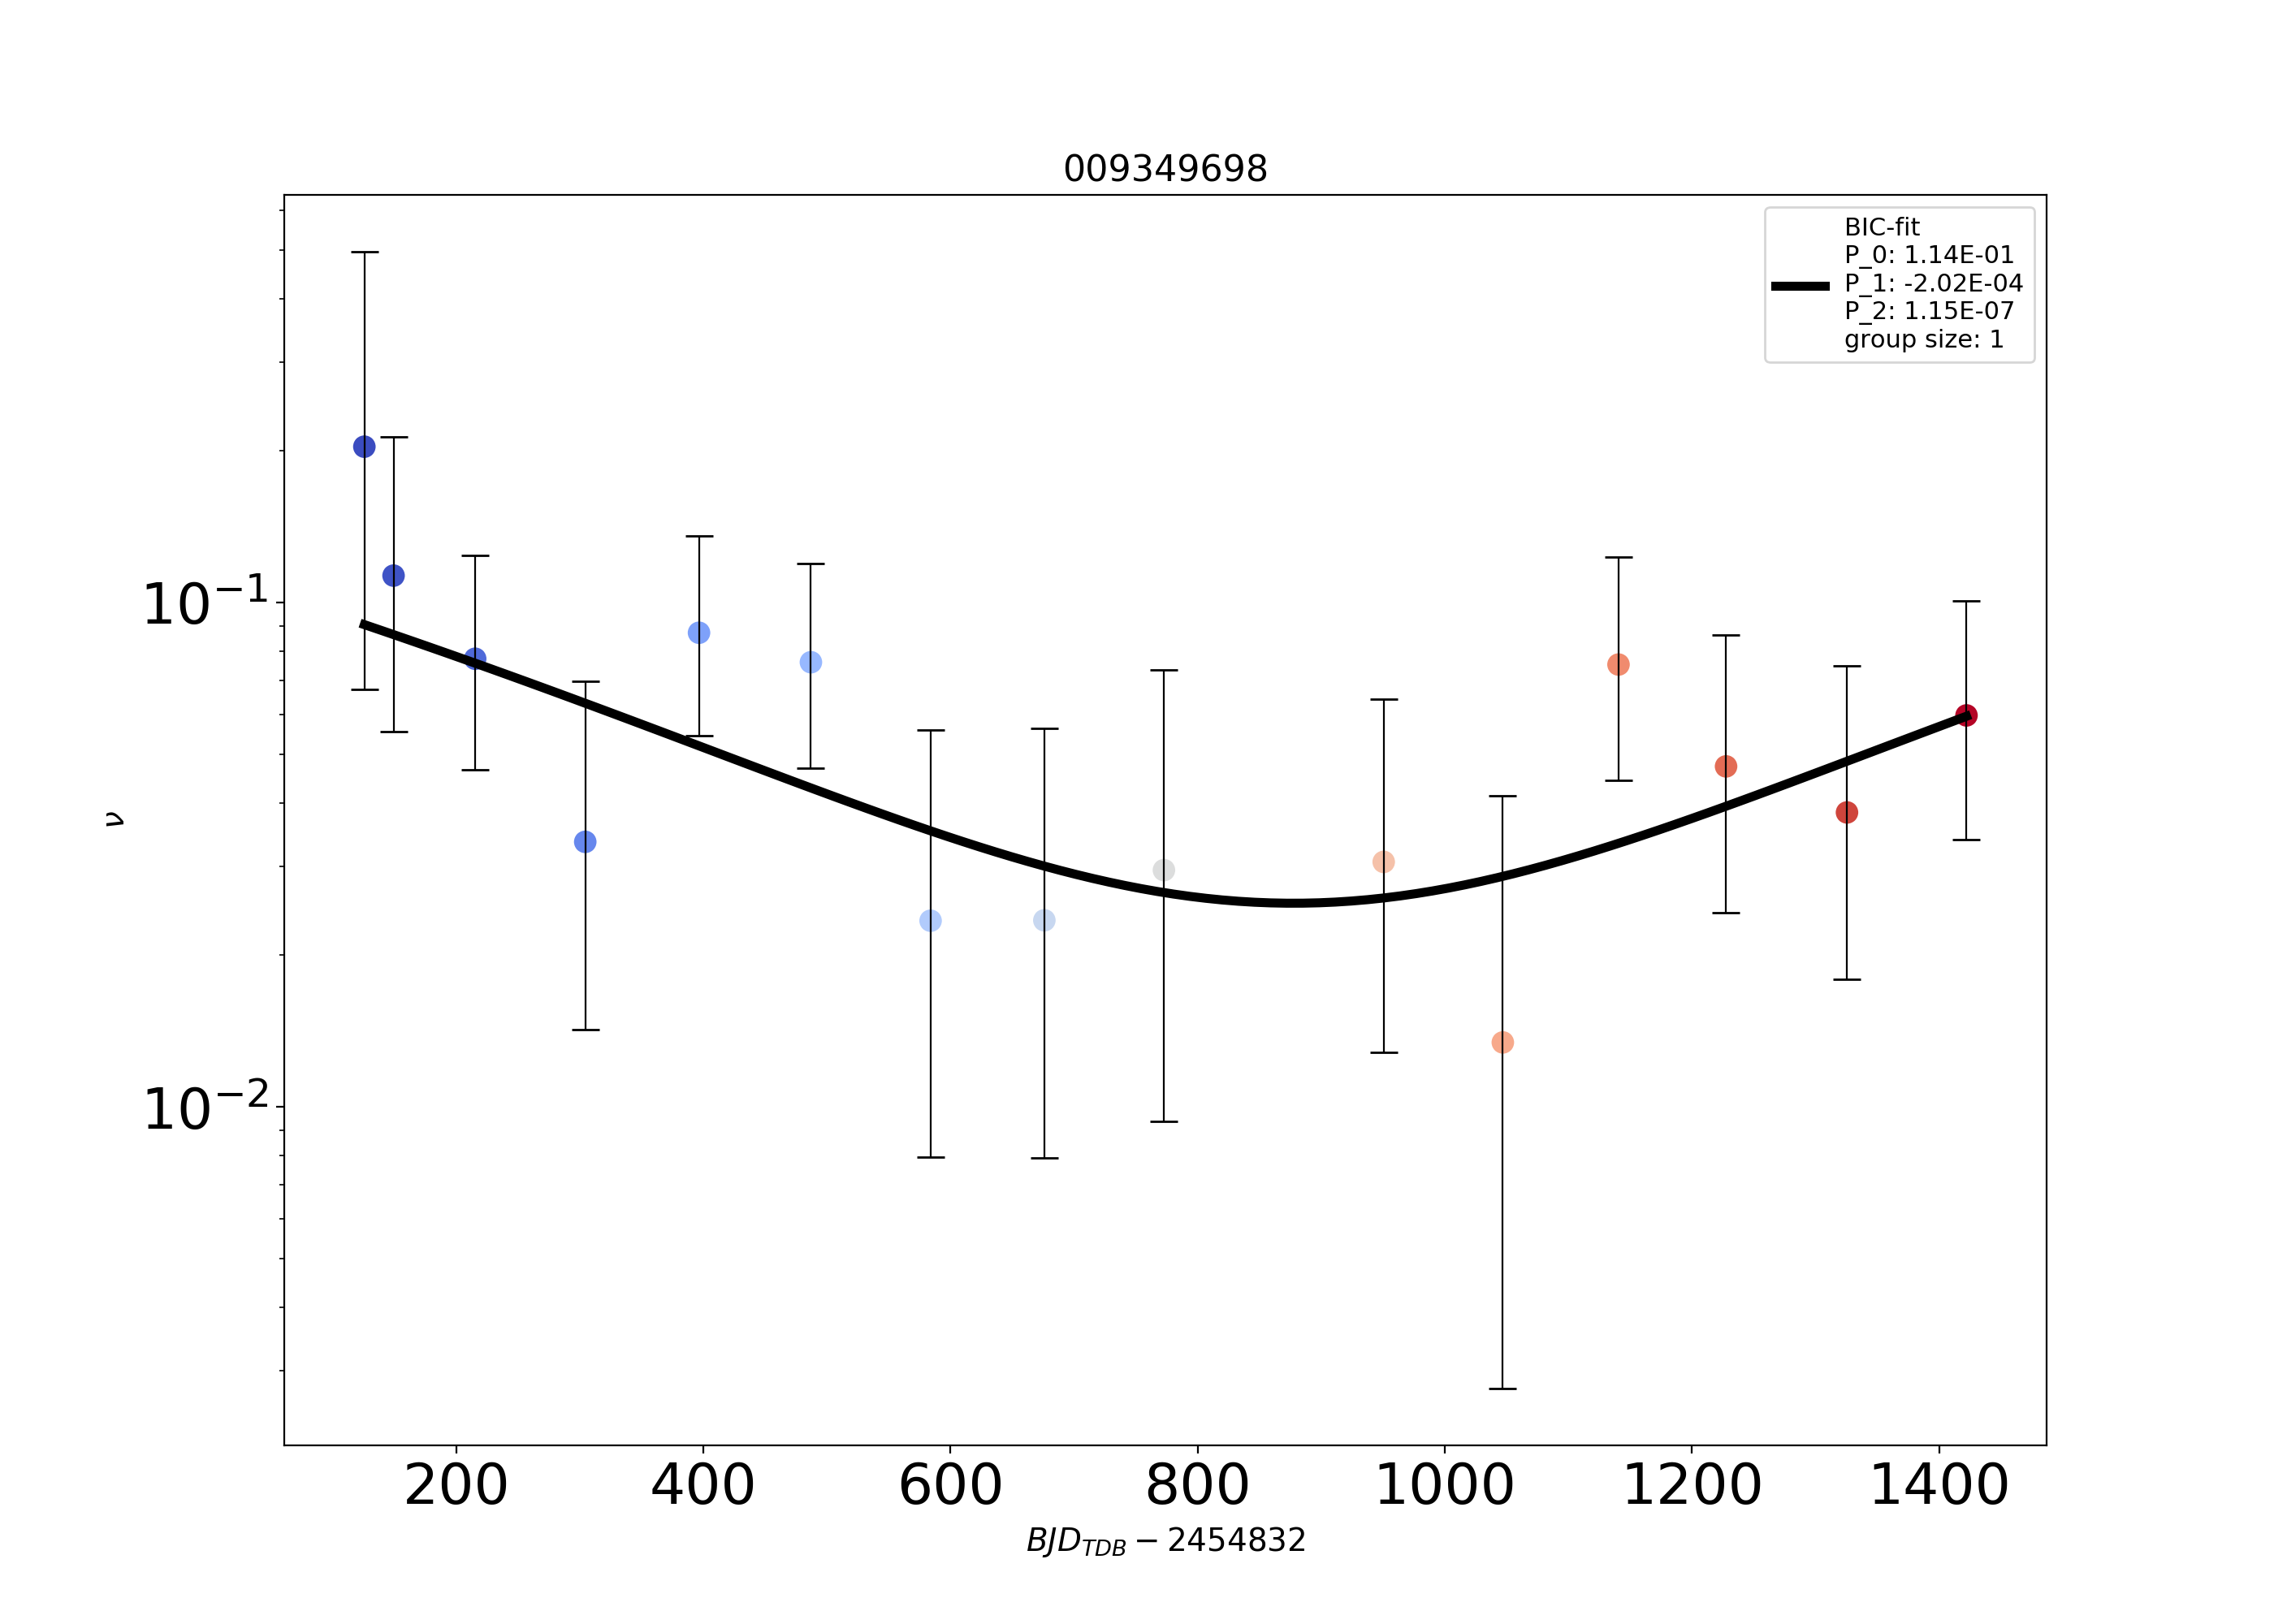 009349698
BIC-fit
P_0: 1.14E-01
P_1: -2.02E-04
P_2: 1.15E-07
group size: 1
10⁻¹
ν
10⁻²
200 400 600 800 1000 1200 1400
BJD_TDB − 2454832